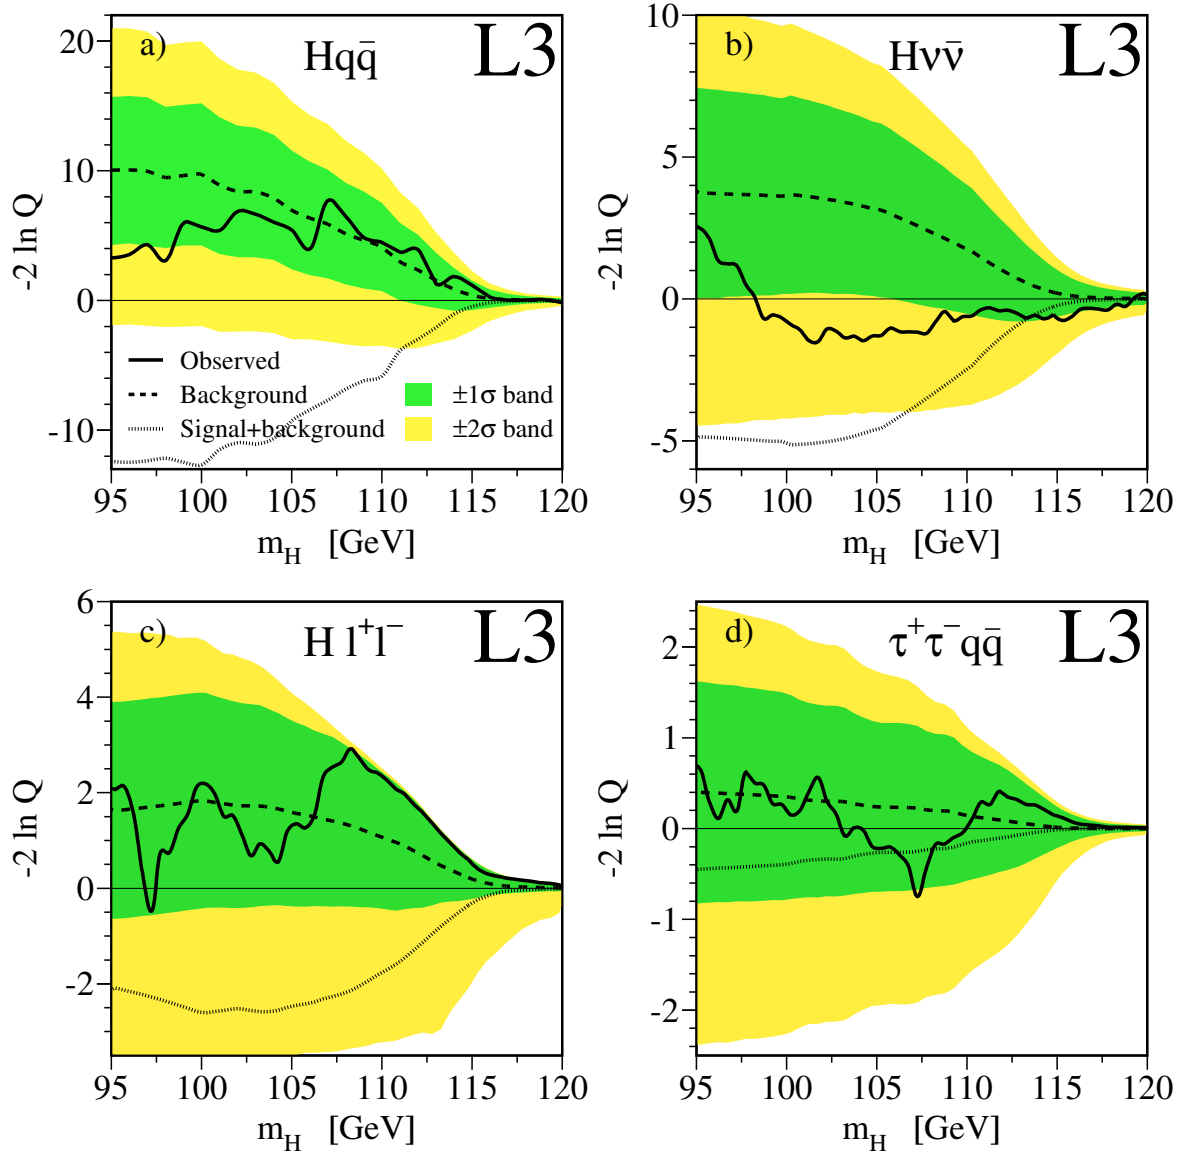 a) Hq̄q L3
-2 ln Q
20
10
0
-10
Observed
Background
Signal+background
±1σ band
±2σ band
95 100 105 110 115 120
m_H [GeV]
b) Hνν̄ L3
-2 ln Q
10
5
0
-5
95 100 105 110 115 120
m_H [GeV]
c) H l⁺l⁻ L3
-2 ln Q
6
4
2
0
-2
95 100 105 110 115 120
m_H [GeV]
d) τ⁺τ⁻qq̄ L3
-2 ln Q
2
1
0
-1
-2
95 100 105 110 115 120
m_H [GeV]